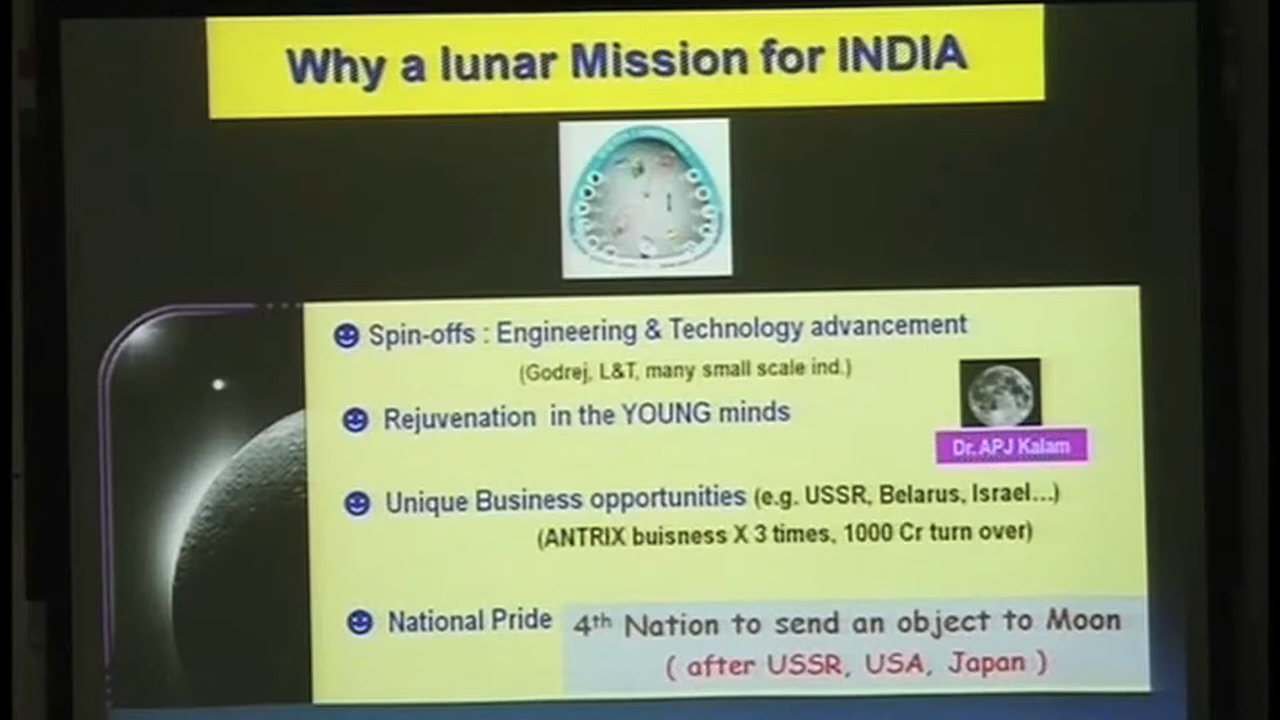 Why a lunar Mission for INDIA
Spin-offs : Engineering & Technology advancement
(Godrej, L&T, many small scale ind.)
Rejuvenation in the YOUNG minds
Dr. APJ Kalam
Unique Business opportunities (e.g. USSR, Belarus, Israel...)
(ANTRIX buisness X 3 times, 1000 Cr turn over)
National Pride 4th Nation to send an object to Moon
( after USSR, USA, Japan )